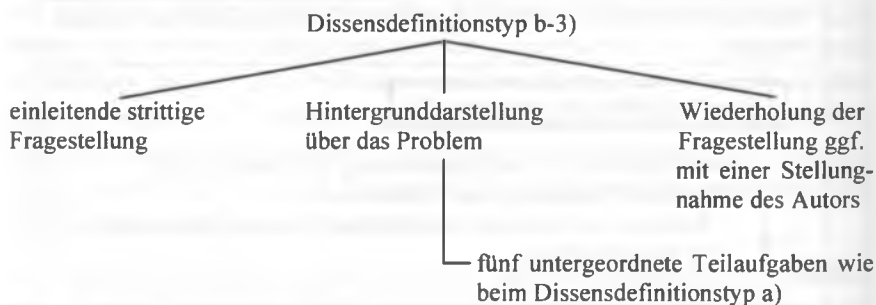 Dissensdefinitionstyp b-3)
einleitende strittige
Fragestellung
Hintergrunddarstellung
über das Problem
Wiederholung der
Fragestellung ggf.
mit einer Stellung-
nahme des Autors
fünf untergeordnete Teilaufgaben wie
beim Dissensdefinitionstyp a)